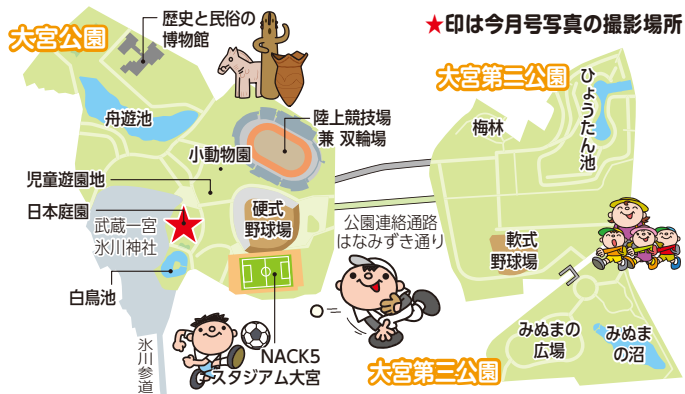 ★印は今月号写真の撮影場所
大宮公園
歴史と民俗の
博物館
舟遊池
陸上競技場
兼 双輪場
小動物園
児童遊園地
日本庭園
武蔵一宮
氷川神社
硬式
野球場
白鳥池
氷川参道
NACK5
スタジアム大宮
公園連絡通路
はなみずき通り
大宮第二公園
ひょうたん池
梅林
軟式
野球場
大宮第三公園
みぬまの
広場
みぬま
の沼